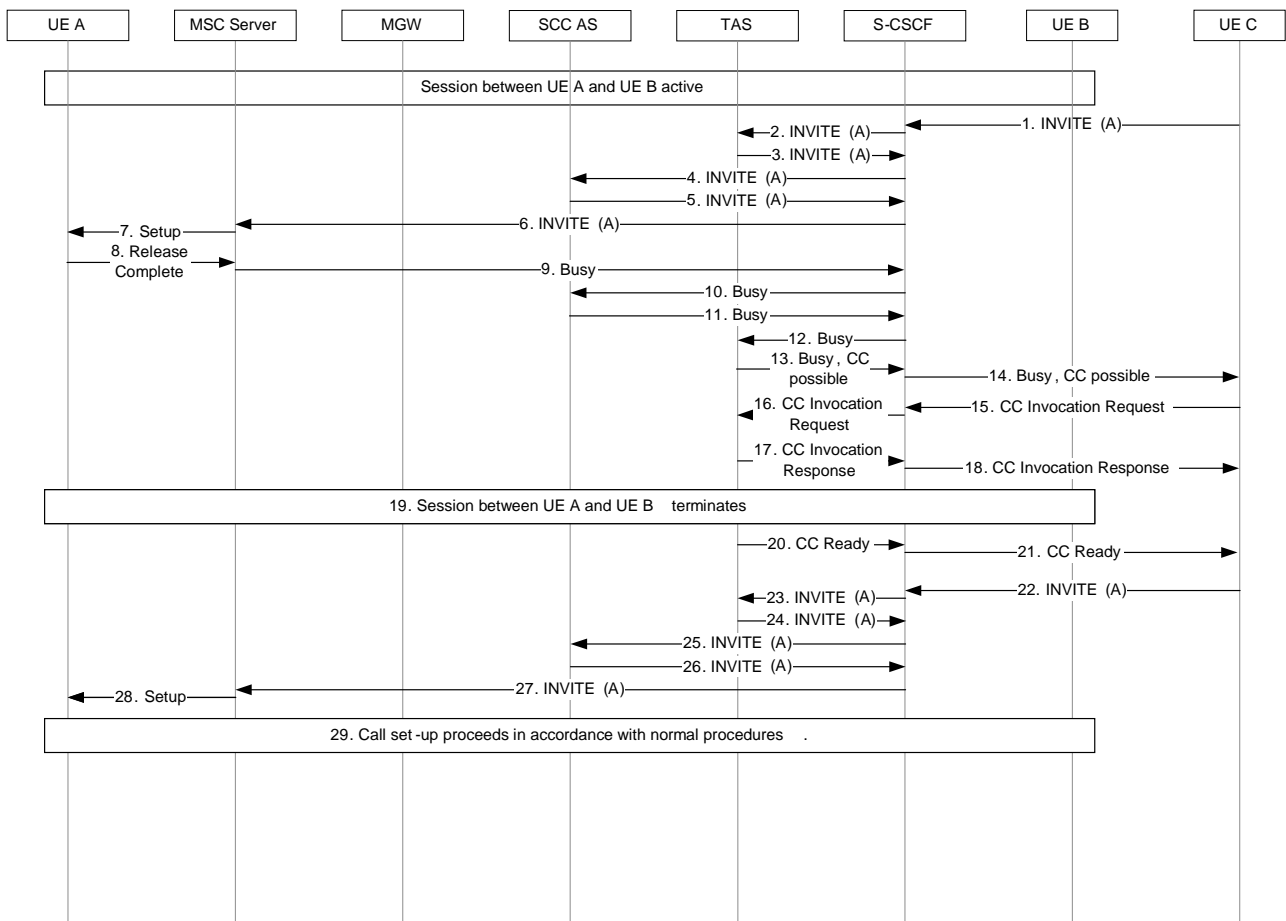 UE A
MSC Server
MGW
SCC AS
TAS
S-CSCF
UE B
UE C
Session between UE A and UE B active
1. INVITE (A)
2. INVITE (A)
3. INVITE (A)
4. INVITE (A)
5. INVITE (A)
6. INVITE (A)
7. Setup
8. Release
Complete
9. Busy
10. Busy
11. Busy
12. Busy
13. Busy, CC
possible
14. Busy, CC possible
15. CC Invocation Request
16. CC Invocation
Request
17. CC Invocation
Response
18. CC Invocation Response
19. Session between UE A and UE B terminates
20. CC Ready
21. CC Ready
22. INVITE (A)
23. INVITE (A)
24. INVITE (A)
25. INVITE (A)
26. INVITE (A)
27. INVITE (A)
28. Setup
29. Call set-up proceeds in accordance with normal procedures .